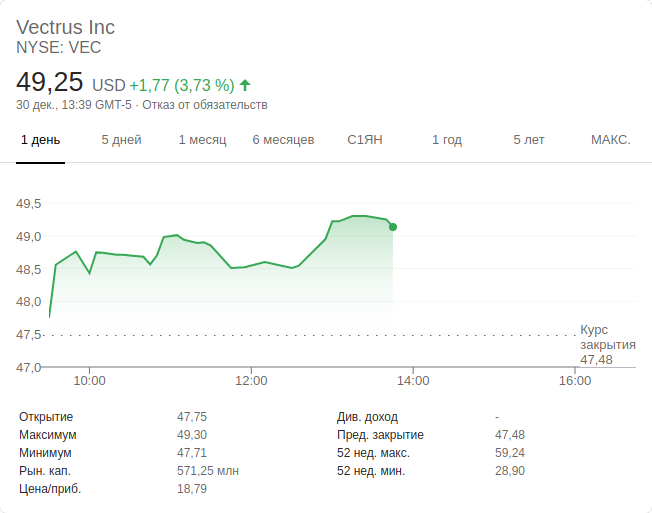 Vectrus Inc
NYSE: VEC
49,25 USD +1,77 (3,73 %)
30 дек., 13:39 GMT-5 · Отказ от обязательств
1 день 5 дней 1 месяц 6 месяцев С1ЯН 1 год 5 лет МАКС.
49,5
49,0
48,5
48,0
47,5
47,0
Курс
закрытия
47,48
10:00 12:00 14:00 16:00
Открытие 47,75 Див. доход -
Максимум 49,30 Пред. закрытие 47,48
Минимум 47,71 52 нед. макс. 59,24
Рын. кап. 571,25 млн 52 нед. мин. 28,90
Цена/приб. 18,79